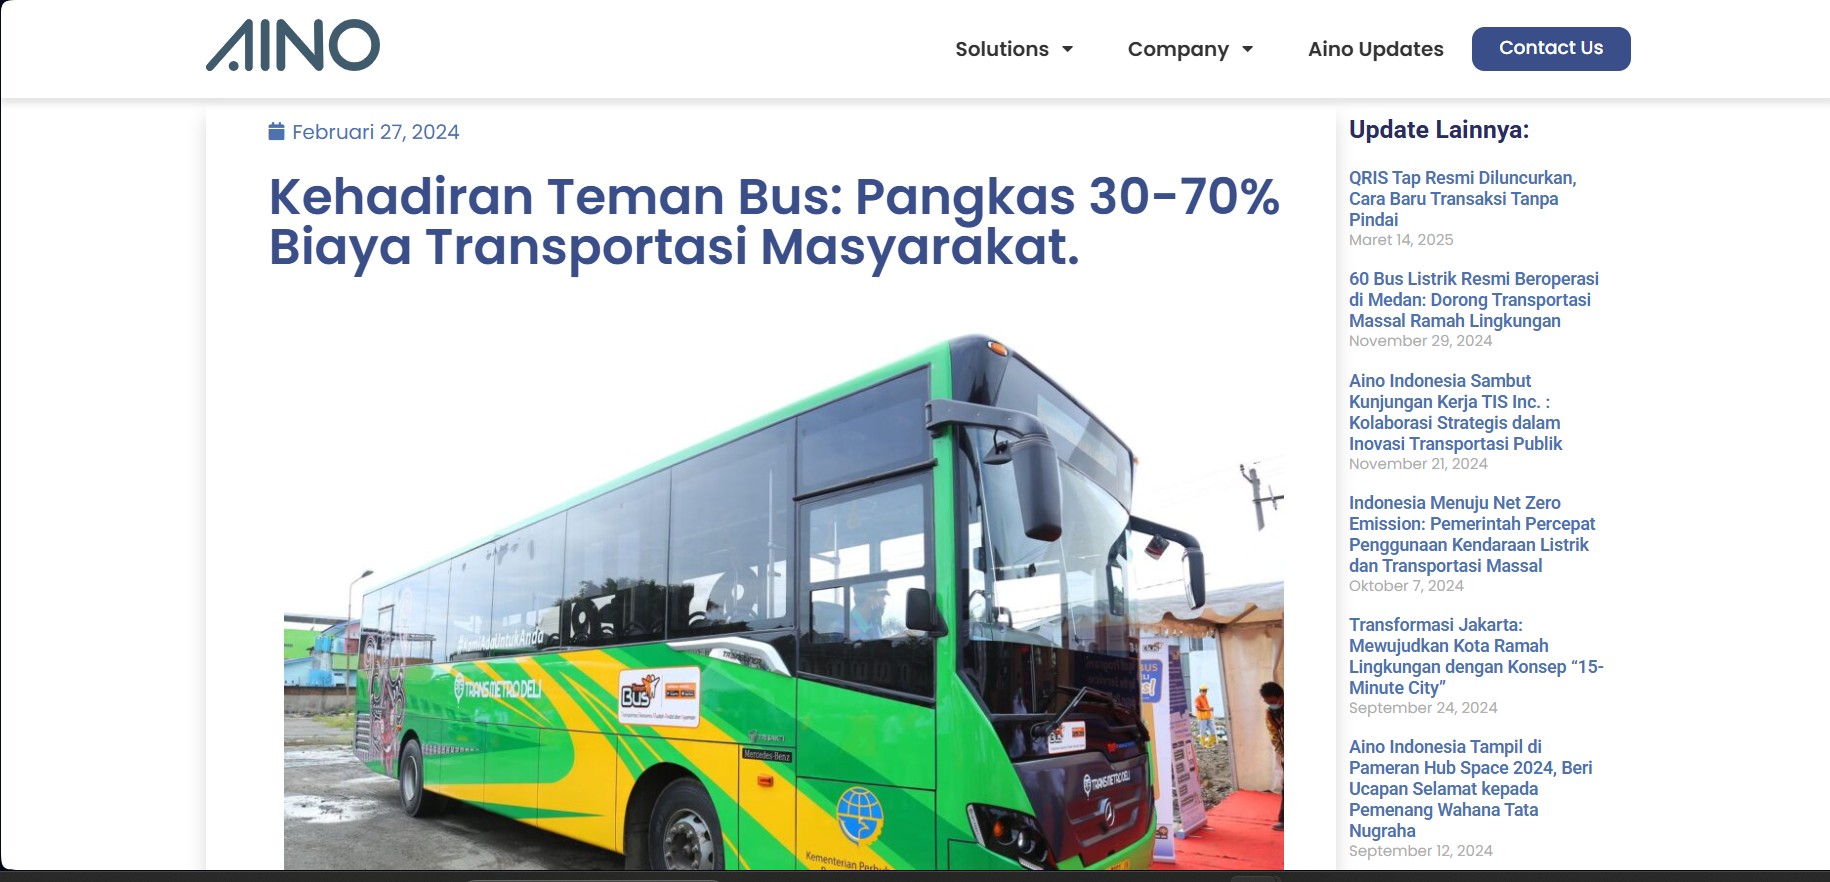 AINO
Solutions
Company
Aino Updates
Contact Us
Februari 27, 2024
Kehadiran Teman Bus: Pangkas 30-70%
Biaya Transportasi Masyarakat.
TRANSMETRODELI
BUS
Mercedes-Benz
TRANSMETRODELI
Kementerian
Update Lainnya:
QRIS Tap Resmi Diluncurkan,
Cara Baru Transaksi Tanpa
Pindai
Maret 14, 2025
60 Bus Listrik Resmi Beroperasi
di Medan: Dorong Transportasi
Massal Ramah Lingkungan
November 29, 2024
Aino Indonesia Sambut
Kunjungan Kerja TIS Inc. :
Kolaborasi Strategis dalam
Inovasi Transportasi Publik
November 21, 2024
Indonesia Menuju Net Zero
Emission: Pemerintah Percepat
Penggunaan Kendaraan Listrik
dan Transportasi Massal
Oktober 7, 2024
Transformasi Jakarta:
Mewujudkan Kota Ramah
Lingkungan dengan Konsep “15-
Minute City”
September 24, 2024
Aino Indonesia Tampil di
Pameran Hub Space 2024, Beri
Ucapan Selamat kepada
Pemenang Wahana Tata
Nugraha
September 12, 2024